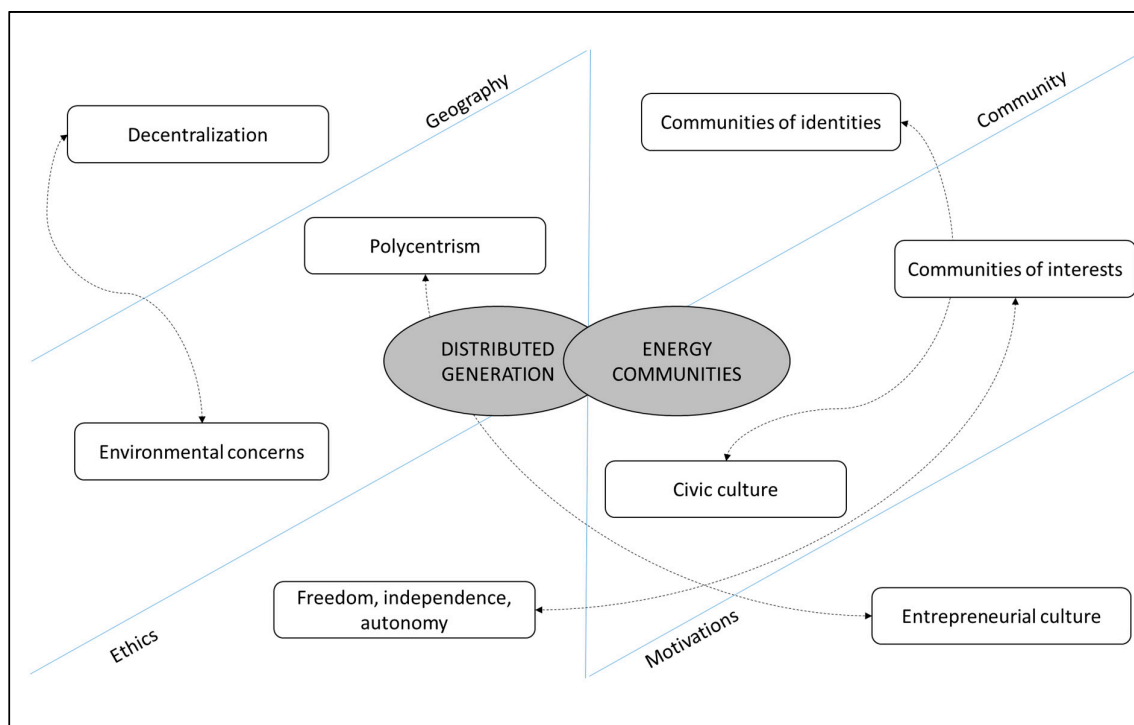 Geography
Community
Decentralization
Communities of identities
Polycentrism
Communities of interests
DISTRIBUTED
GENERATION
ENERGY
COMMUNITIES
Environmental concerns
Civic culture
Freedom, independence,
autonomy
Entrepreneurial culture
Ethics
Motivations